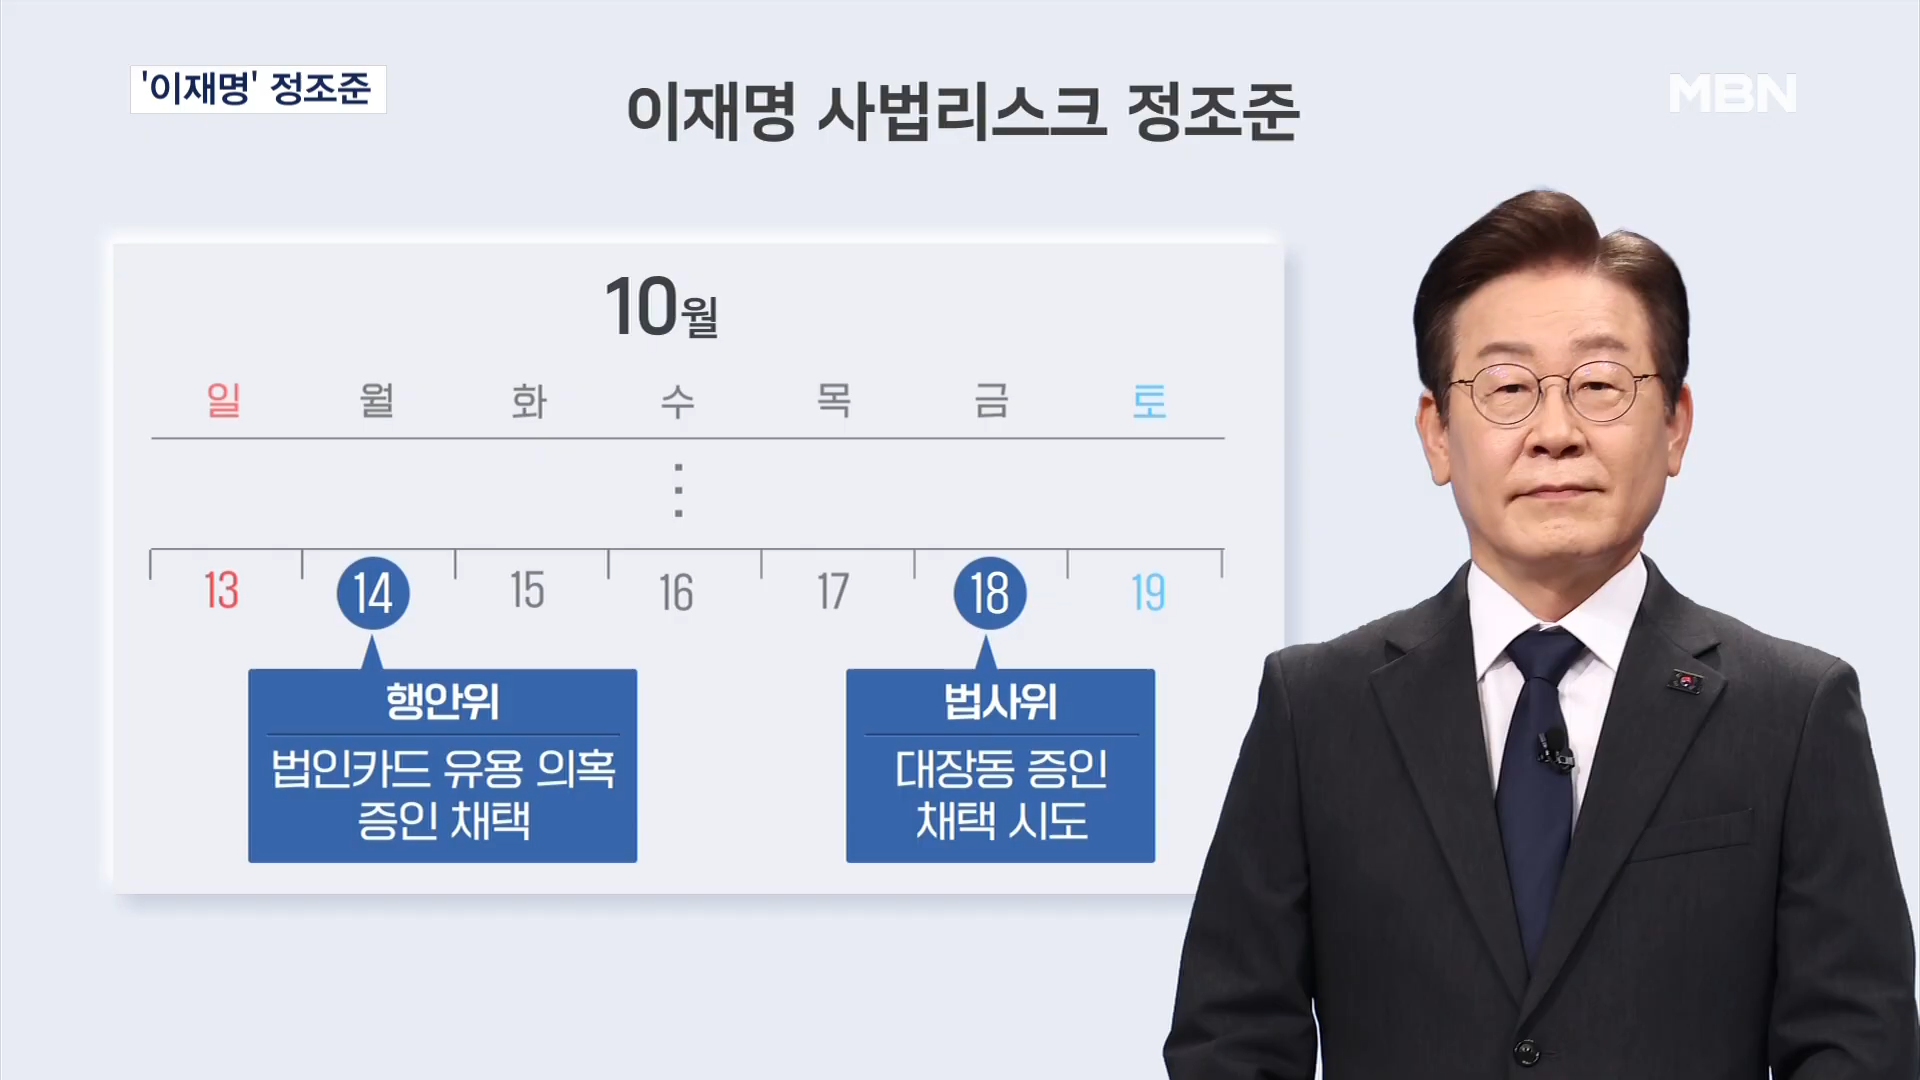 '이재명' 정조준
이재명 사법리스크 정조준
MBN
10월
일 월 화 수 목 금 토
13 14 15 16 17 18 19
행안위
법인카드 유용 의혹
증인 채택
법사위
대장동 증인
채택 시도